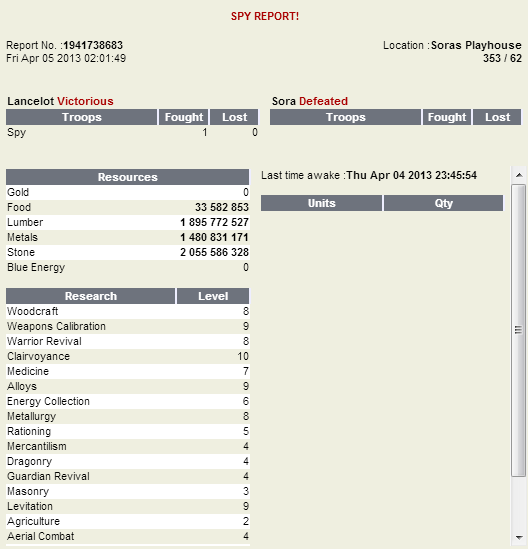 SPY REPORT!
Report No. :1941738683
Fri Apr 05 2013 02:01:49
Location :Soras Playhouse
353 / 62
Lancelot Victorious
Troops Fought Lost
Spy 1 0
Sora Defeated
Troops Fought Lost
Resources
Gold 0
Food 33 582 853
Lumber 1 895 772 527
Metals 1 480 831 171
Stone 2 055 586 328
Blue Energy 0
Research Level
Woodcraft 8
Weapons Calibration 9
Warrior Revival 8
Clairvoyance 10
Medicine 7
Alloys 9
Energy Collection 6
Metallurgy 8
Rationing 5
Mercantilism 4
Dragonry 4
Guardian Revival 4
Masonry 3
Levitation 9
Agriculture 2
Aerial Combat 4
Last time awake :Thu Apr 04 2013 23:45:54
Units Qty